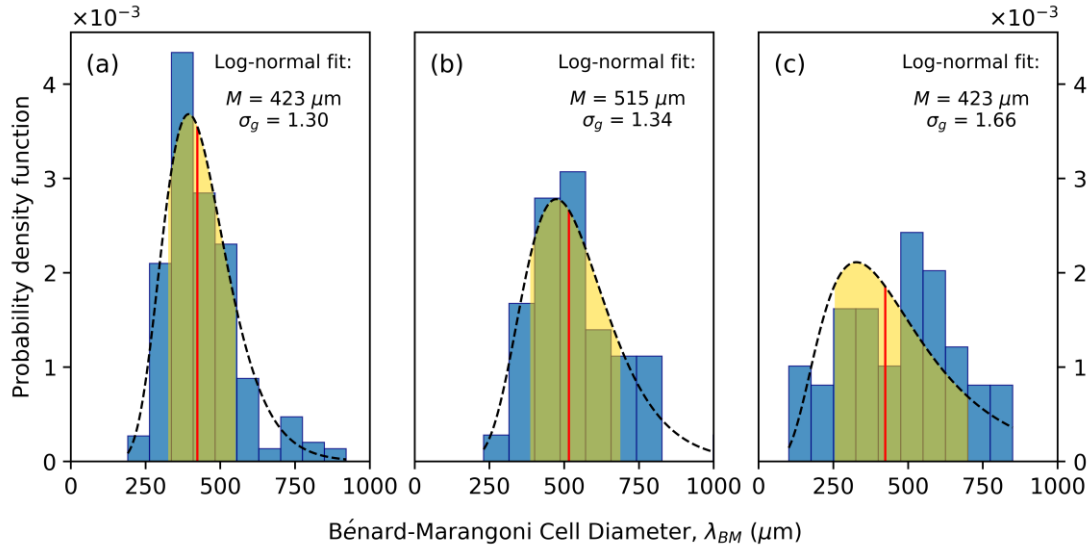 ×10⁻³
×10⁻³
(a)
Log-normal fit:
M = 423 μm
σg = 1.30
(b)
Log-normal fit:
M = 515 μm
σg = 1.34
(c)
Log-normal fit:
M = 423 μm
σg = 1.66
Probability density function
4
3
2
1
0
4
3
2
1
0
0 250 500 750 1000
0 250 500 750 1000
0 250 500 750 1000
Bénard-Marangoni Cell Diameter, λBM (μm)